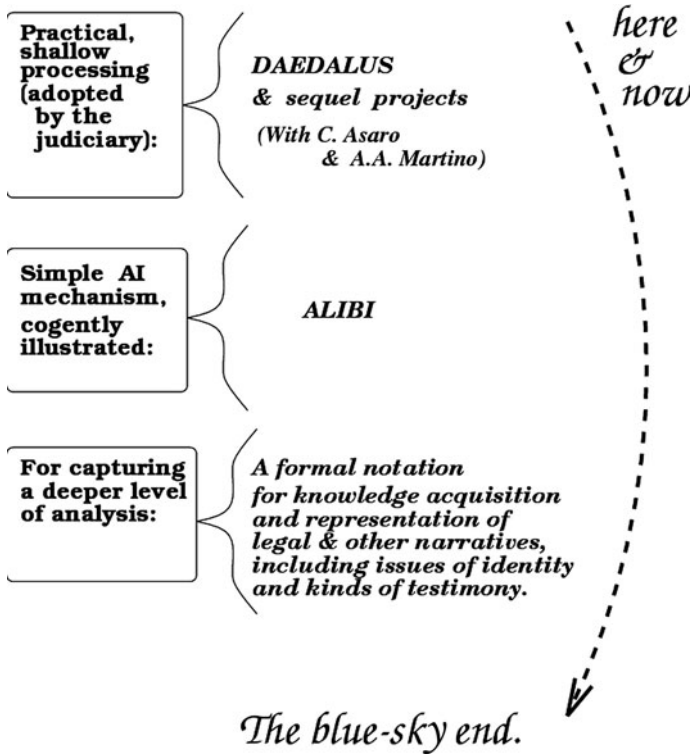 Practical,
shallow
processing
(adopted
by the
judiciary):
DAEDALUS
& sequel projects
(With C. Asaro
& A.A. Martino)
here
&
now
Simple AI
mechanism,
cogently
illustrated:
ALIBI
For capturing
a deeper level
of analysis:
A formal notation
for knowledge acquisition
and representation of
legal & other narratives,
including issues of identity
and kinds of testimony.
The blue-sky end.